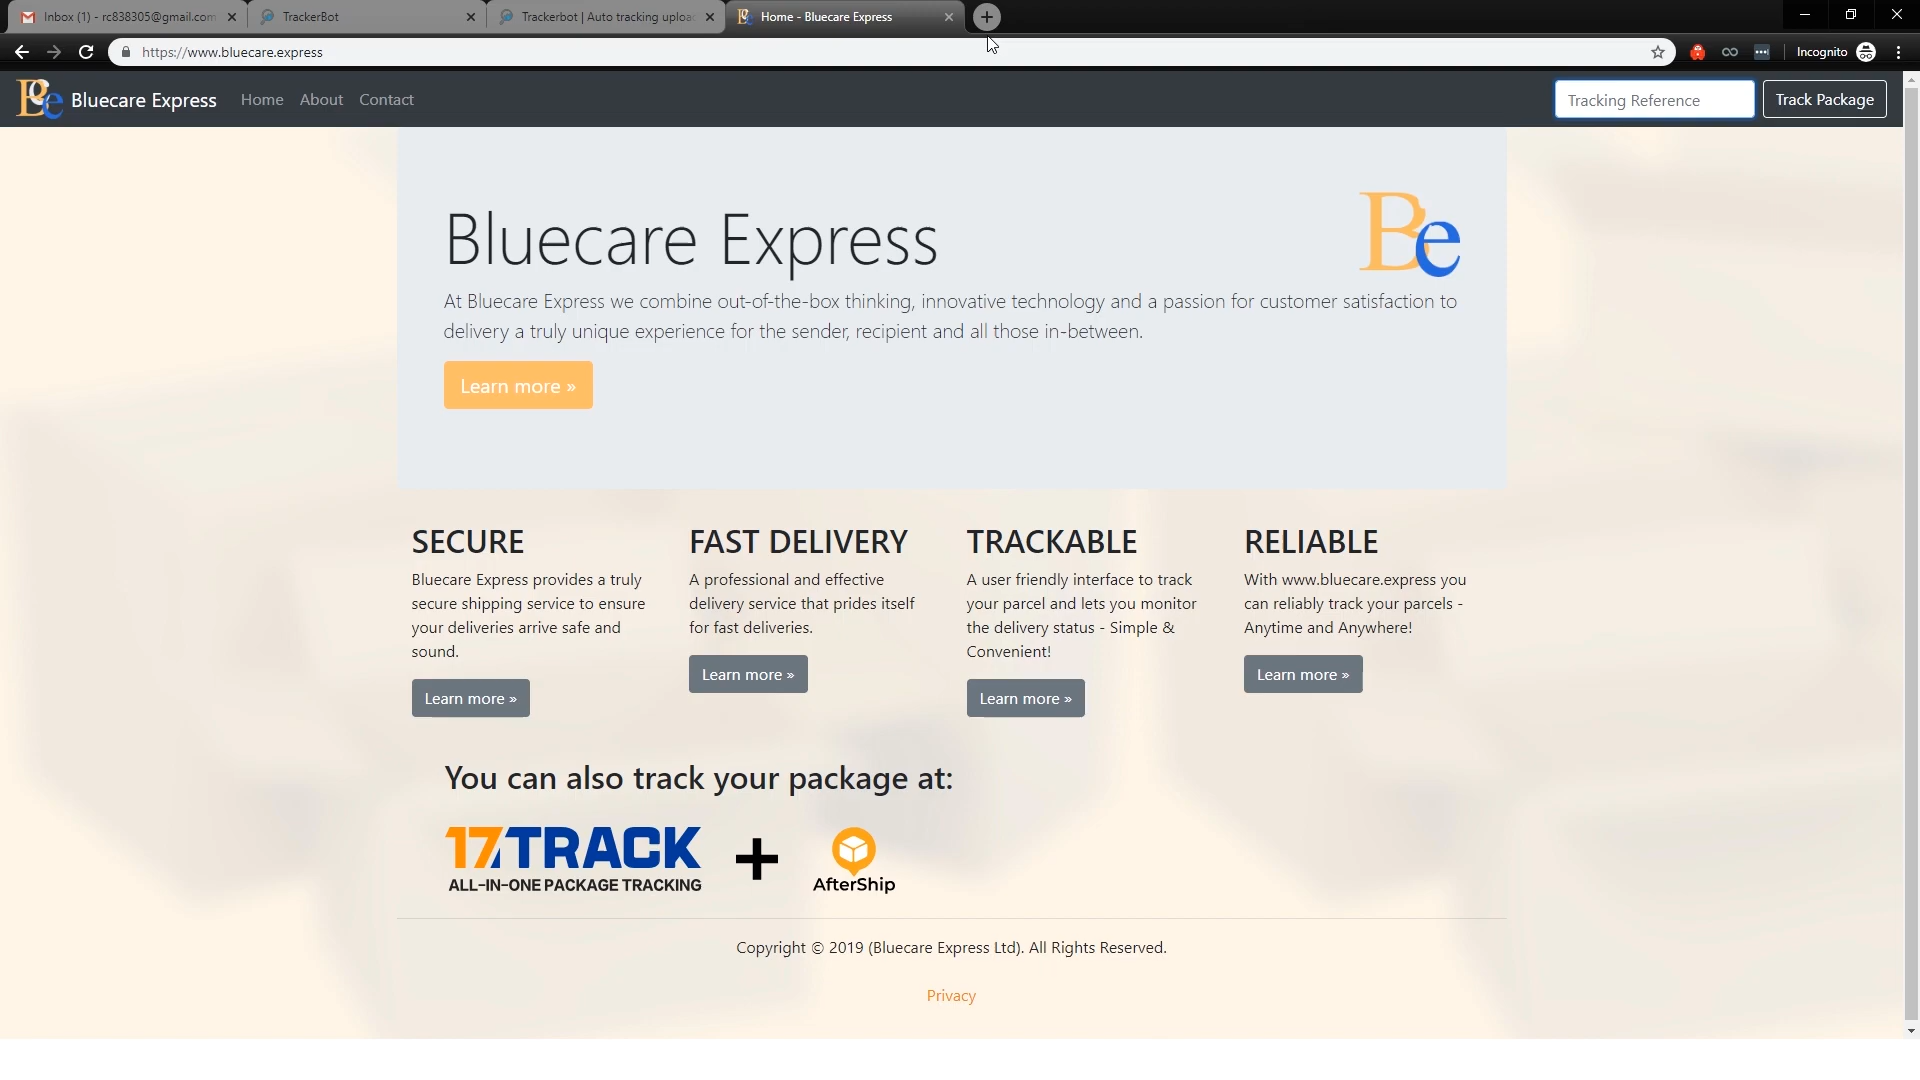 Inbox (1) - rc838305@gmail.com
TrackerBot
Trackerbot | Auto tracking uploa
Home - Bluecare Express
https://www.bluecare.express
Incognito
Bluecare Express
Home
About
Contact
Tracking Reference
Track Package
Bluecare Express
Be
At Bluecare Express we combine out-of-the-box thinking, innovative technology and a passion for customer satisfaction to
delivery a truly unique experience for the sender, recipient and all those in-between.
Learn more »
SECURE
Bluecare Express provides a truly
secure shipping service to ensure
your deliveries arrive safe and
sound.
Learn more »
FAST DELIVERY
A professional and effective
delivery service that prides itself
for fast deliveries.
Learn more »
TRACKABLE
A user friendly interface to track
your parcel and lets you monitor
the delivery status - Simple &
Convenient!
Learn more »
RELIABLE
With www.bluecare.express you
can reliably track your parcels -
Anytime and Anywhere!
Learn more »
You can also track your package at:
17TRACK
ALL-IN-ONE PACKAGE TRACKING
+
AfterShip
Copyright © 2019 (Bluecare Express Ltd). All Rights Reserved.
Privacy